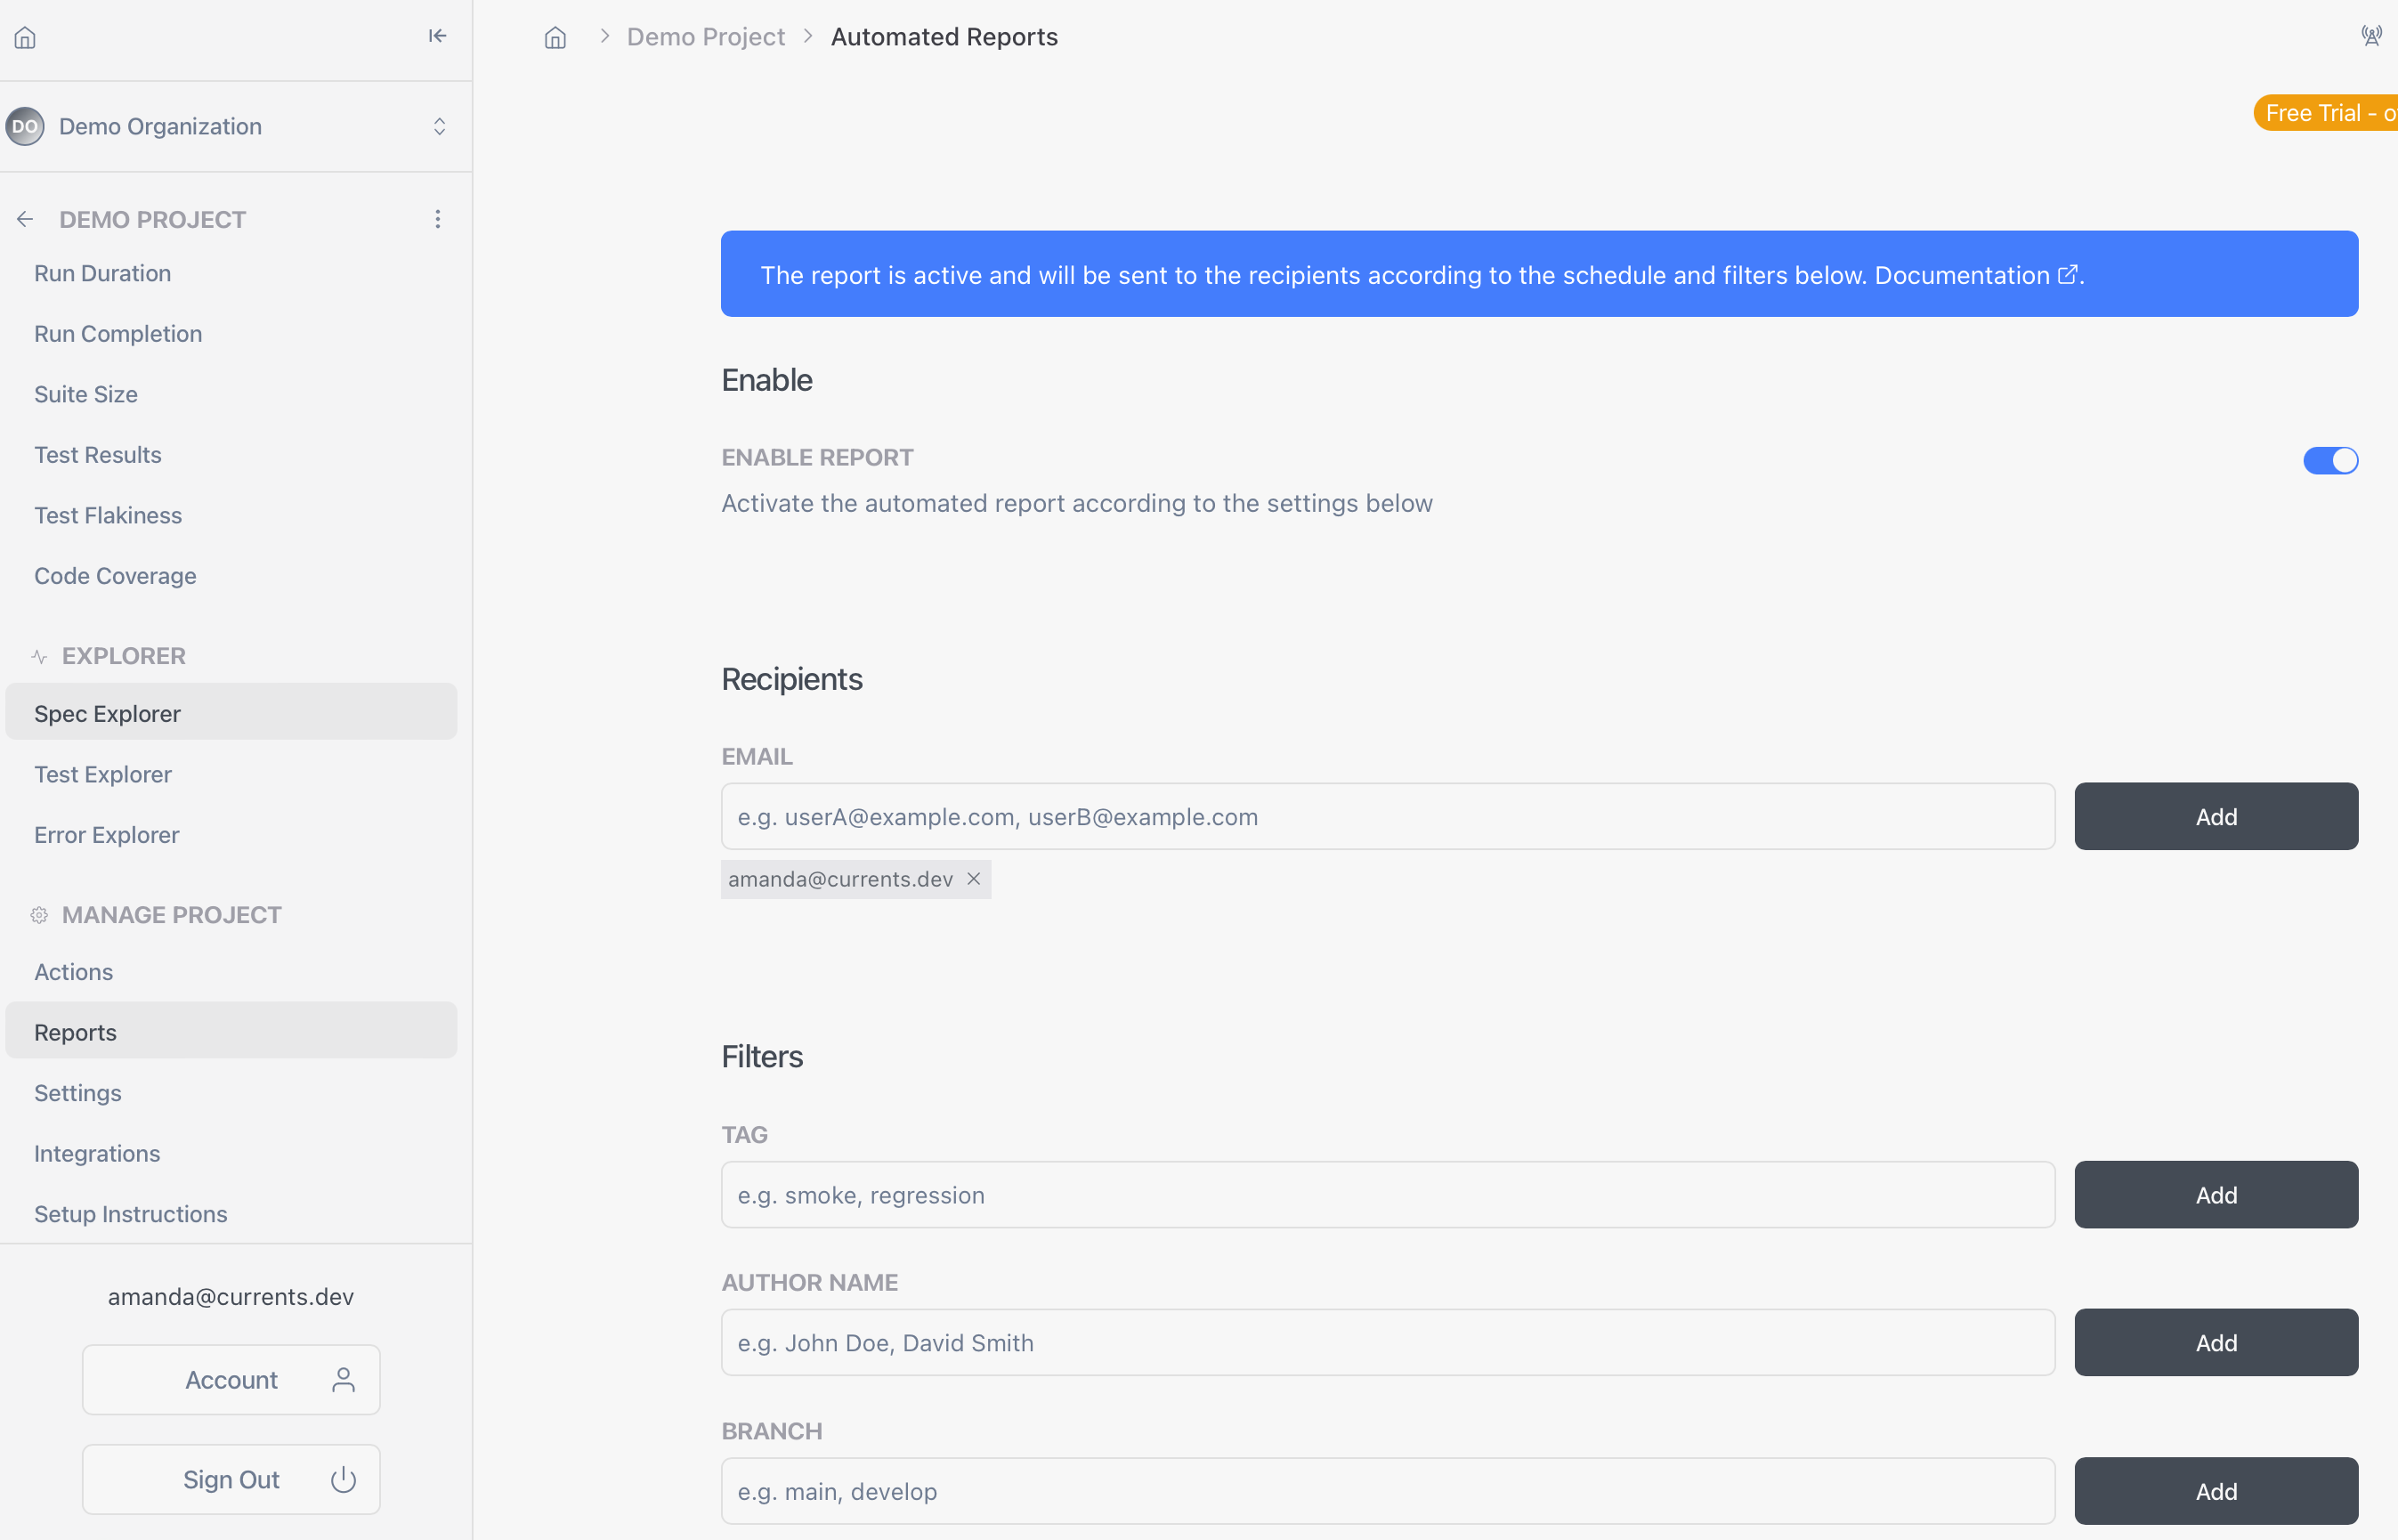 Demo Project
Automated Reports
DO
Demo Organization
Free Trial -
DEMO PROJECT
Run Duration
Run Completion
Suite Size
Test Results
Test Flakiness
Code Coverage
EXPLORER
Spec Explorer
Test Explorer
Error Explorer
MANAGE PROJECT
Actions
Reports
Settings
Integrations
Setup Instructions
amanda@currents.dev
Account
Sign Out
The report is active and will be sent to the recipients according to the schedule and filters below. Documentation.
Enable
ENABLE REPORT
Activate the automated report according to the settings below
Recipients
EMAIL
e.g. userA@example.com, userB@example.com
Add
amanda@currents.dev
Filters
TAG
e.g. smoke, regression
Add
AUTHOR NAME
e.g. John Doe, David Smith
Add
BRANCH
e.g. main, develop
Add